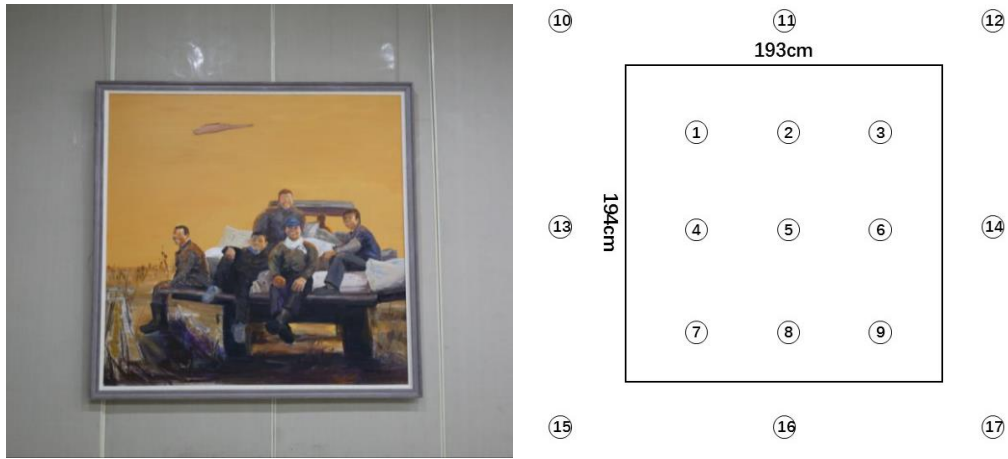 ⑩ ⑪ ⑫
193cm
① ② ③
194cm
⑬ ④ ⑤ ⑥ ⑭
⑦ ⑧ ⑨
⑮ ⑯ ⑰